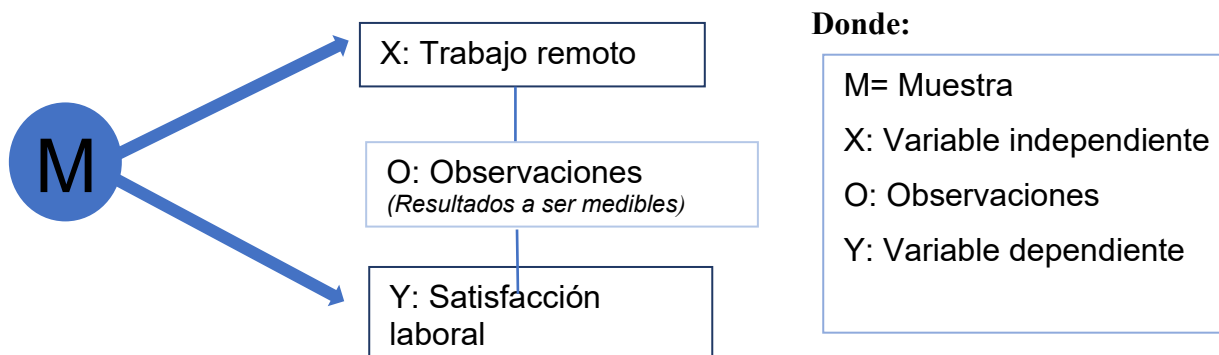 M
X: Trabajo remoto
O: Observaciones
(Resultados a ser medibles)
Y: Satisfacción
laboral
Donde:
M= Muestra
X: Variable independiente
O: Observaciones
Y: Variable dependiente